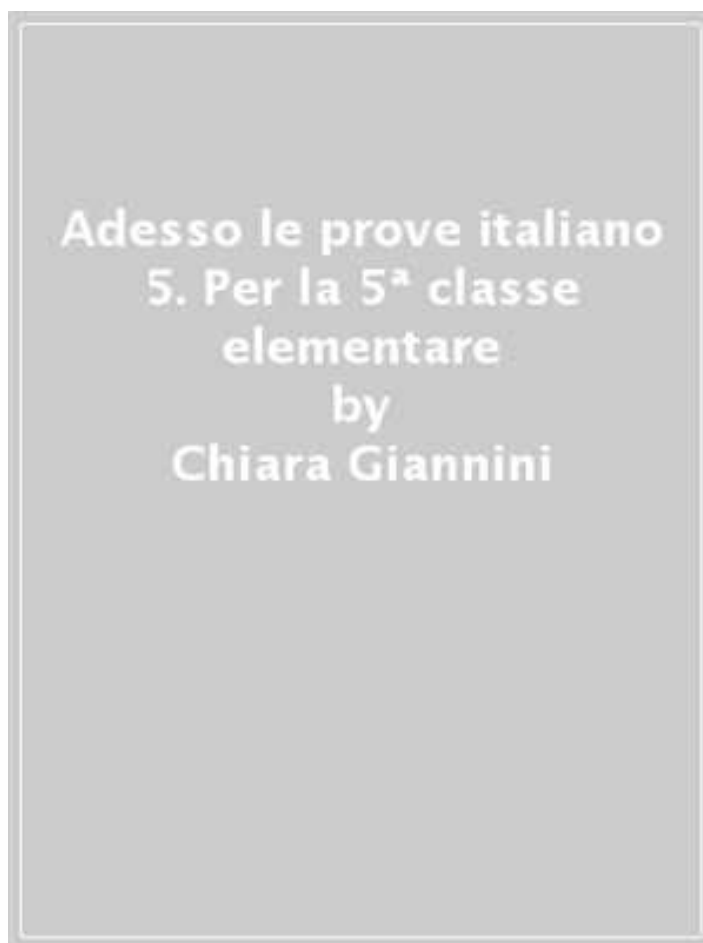 Adesso le prove italiano
5. Per la 5ª classe
elementare
by
Chiara Giannini